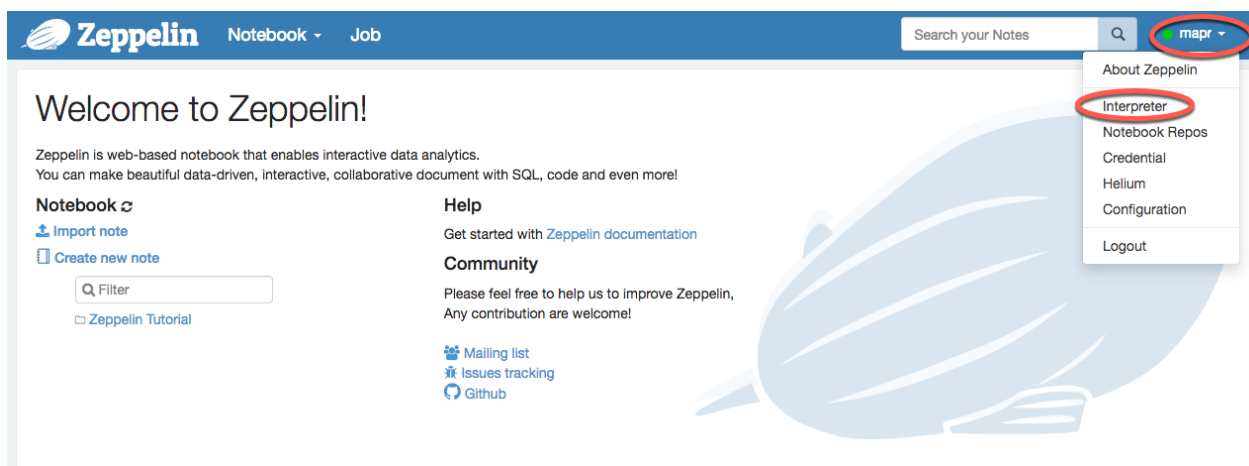 Zeppelin Notebook Job Search your Notes mapr
About Zeppelin
Interpreter
Notebook Repos
Credential
Helium
Configuration
Logout
Welcome to Zeppelin!
Zeppelin is web-based notebook that enables interactive data analytics.
You can make beautiful data-driven, interactive, collaborative document with SQL, code and even more!
Notebook
Import note
Create new note
Filter
Zeppelin Tutorial
Help
Get started with Zeppelin documentation
Community
Please feel free to help us to improve Zeppelin,
Any contribution are welcome!
Mailing list
Issues tracking
Github